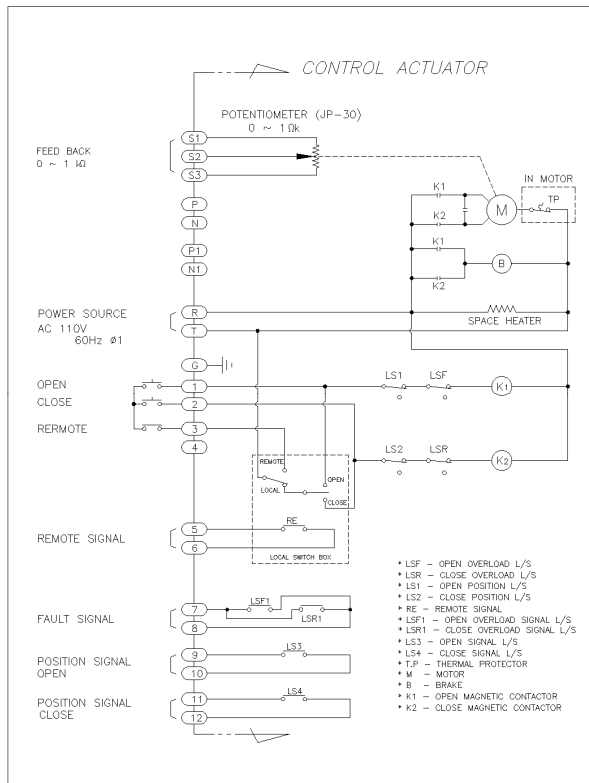 CONTROL ACTUATOR
POTENTIOMETER (JP-30)
0 ~ 1 Ωk
FEED BACK
0 ~ 1 kΩ
S1
S2
S3
P
N
P1
N1
IN MOTOR
TP
K1
K2
M
K1
K2
B
POWER SOURCE
AC 110V
60Hz ø1
R
T
SPACE HEATER
G
OPEN
1
CLOSE
2
RERMOTE
3
4
LS1 LSF
K1
LS2 LSR
K2
REMOTE
LOCAL
OPEN
CLOSE
RE
LOCAL SWITCH BOX
REMOTE SIGNAL
5
6
FAULT SIGNAL
7
8
LSF1
LSR1
POSITION SIGNAL
OPEN
9
10
LS3
POSITION SIGNAL
CLOSE
11
12
LS4
* LSF – OPEN OVERLOAD L/S
* LSR – CLOSE OVERLOAD L/S
* LS1 – OPEN POSITION L/S
* LS2 – CLOSE POSITION L/S
* RE – REMOTE SIGNAL
* LSF1 – OPEN OVERLOAD SIGNAL L/S
* LSR1 – CLOSE OVERLOAD SIGNAL L/S
* LS3 – OPEN SIGNAL L/S
* LS4 – CLOSE SIGNAL L/S
* T.P – THERMAL PROTECTOR
* M – MOTOR
* B – BRAKE
* K1 – OPEN MAGNETIC CONTACTOR
* K2 – CLOSE MAGNETIC CONTACTOR